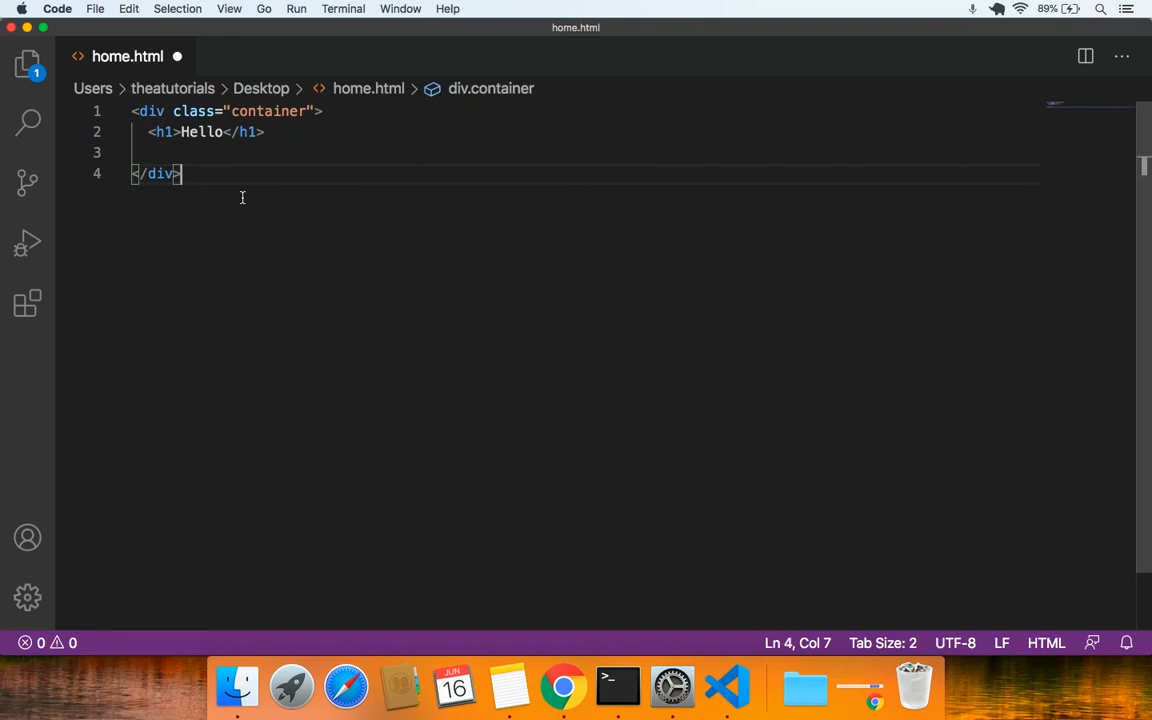 Code File Edit Selection View Go Run Terminal Window Help 89%
home.html
home.html
1
Users theatutorials Desktop home.html div.container
1 <div class="container">
2 <h1>Hello</h1>
3
4 </div>
0 0 Ln 4, Col 7 Tab Size: 2 UTF-8 LF HTML
>_
JUN
16